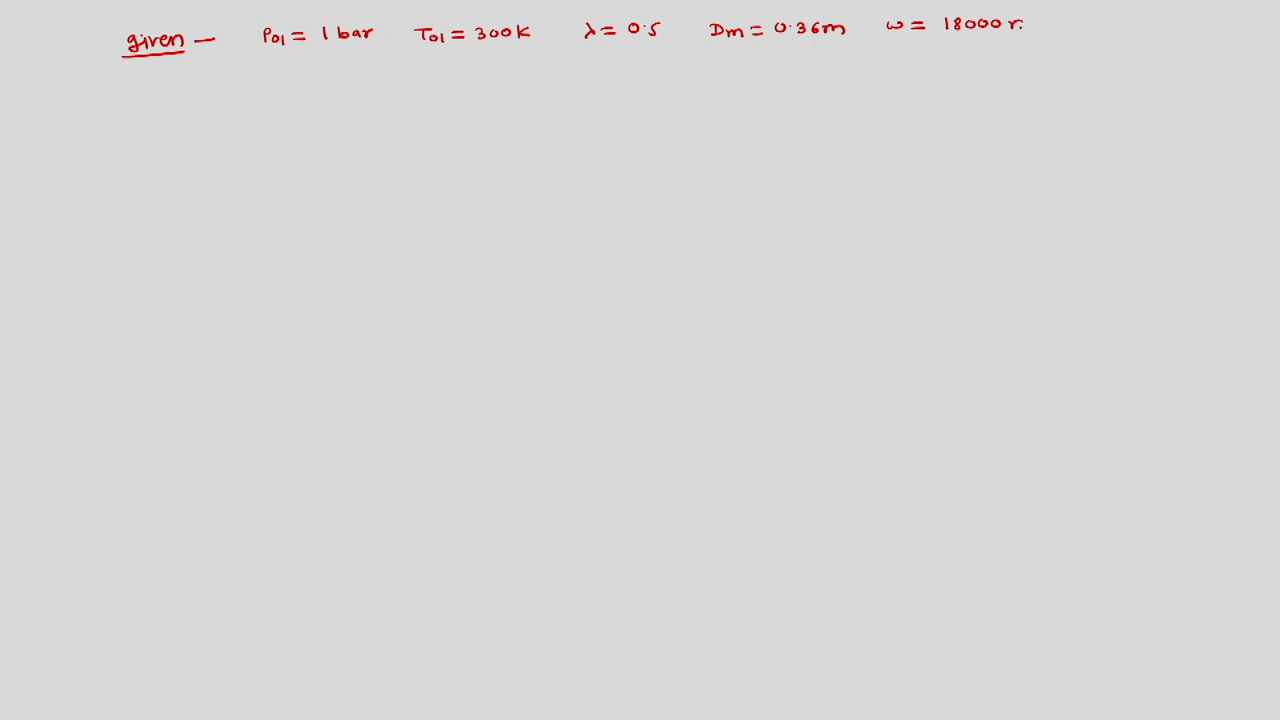 given — P01 = 1 bar T01 = 300K λ = 0.5 Dm = 0.36m ω = 18000 r